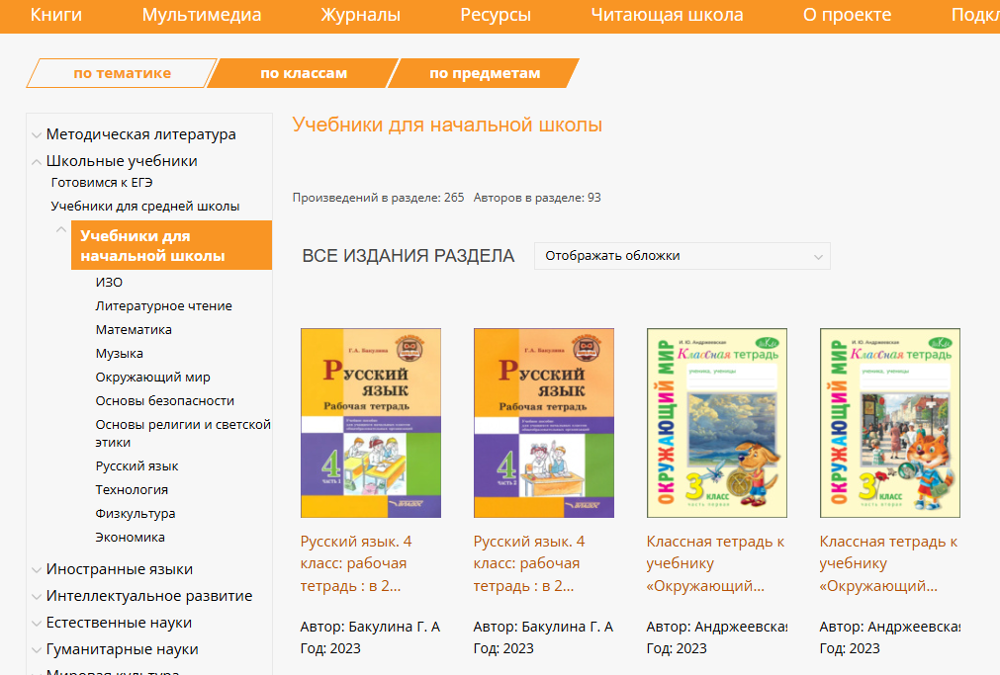 Книги Мультимедиа Журналы Ресурсы Читающая школа О проекте Подкл
по тематике по классам по предметам
Методическая литература
Школьные учебники
Готовимся к ЕГЭ
Учебники для средней школы
Учебники для
начальной школы
ИЗО
Литературное чтение
Математика
Музыка
Окружающий мир
Основы безопасности
Основы религии и светской
этики
Русский язык
Технология
Физкультура
Экономика
Иностранные языки
Интеллектуальное развитие
Естественные науки
Гуманитарные науки
Мировая культура
Учебники для начальной школы
Произведений в разделе: 265 Авторов в разделе: 93
ВСЕ ИЗДАНИЯ РАЗДЕЛА
Отображать обложки
Г.А. Бакулина
Русский
язык
Рабочая тетрадь
4
часть 1
ВЛАДОС
Русский язык. 4
класс: рабочая
тетрадь : в 2...
Автор: Бакулина Г. А
Год: 2023
Г.А. Бакулина
Русский
язык
Рабочая тетрадь
4
часть 2
ВЛАДОС
Русский язык. 4
класс: рабочая
тетрадь : в 2...
Автор: Бакулина Г. А
Год: 2023
И. Ю. Андржеевская
Классная тетрадь
ученика, ученицы
ОКРУЖАЮЩИЙ МИР
3 КЛАСС
часть первая
Классная тетрадь к
учебнику
«Окружающий...
Автор: Андржеевская
Год: 2023
И. Ю. Андржеевская
Классная тетрадь
ученика, ученицы
ОКРУЖАЮЩИЙ МИР
3 КЛАСС
часть вторая
Классная тетрадь к
учебнику
«Окружающий...
Автор: Андржеевская
Год: 2023